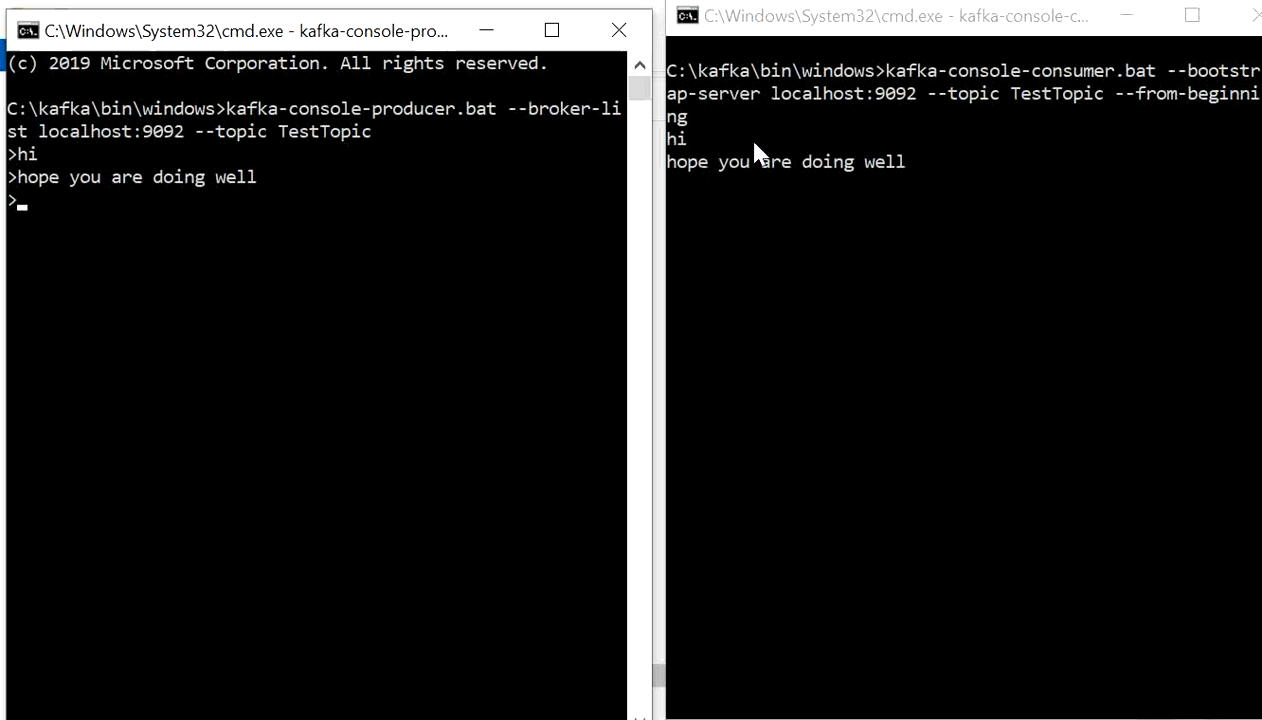 C:\Windows\System32\cmd.exe - kafka-console-pro...
(c) 2019 Microsoft Corporation. All rights reserved.
C:\kafka\bin\windows>kafka-console-producer.bat --broker-li
st localhost:9092 --topic TestTopic
>hi
>hope you are doing well
>
C:\Windows\System32\cmd.exe - kafka-console-c...
C:\kafka\bin\windows>kafka-console-consumer.bat --bootstr
ap-server localhost:9092 --topic TestTopic --from-beginni
ng
hi
hope you are doing well